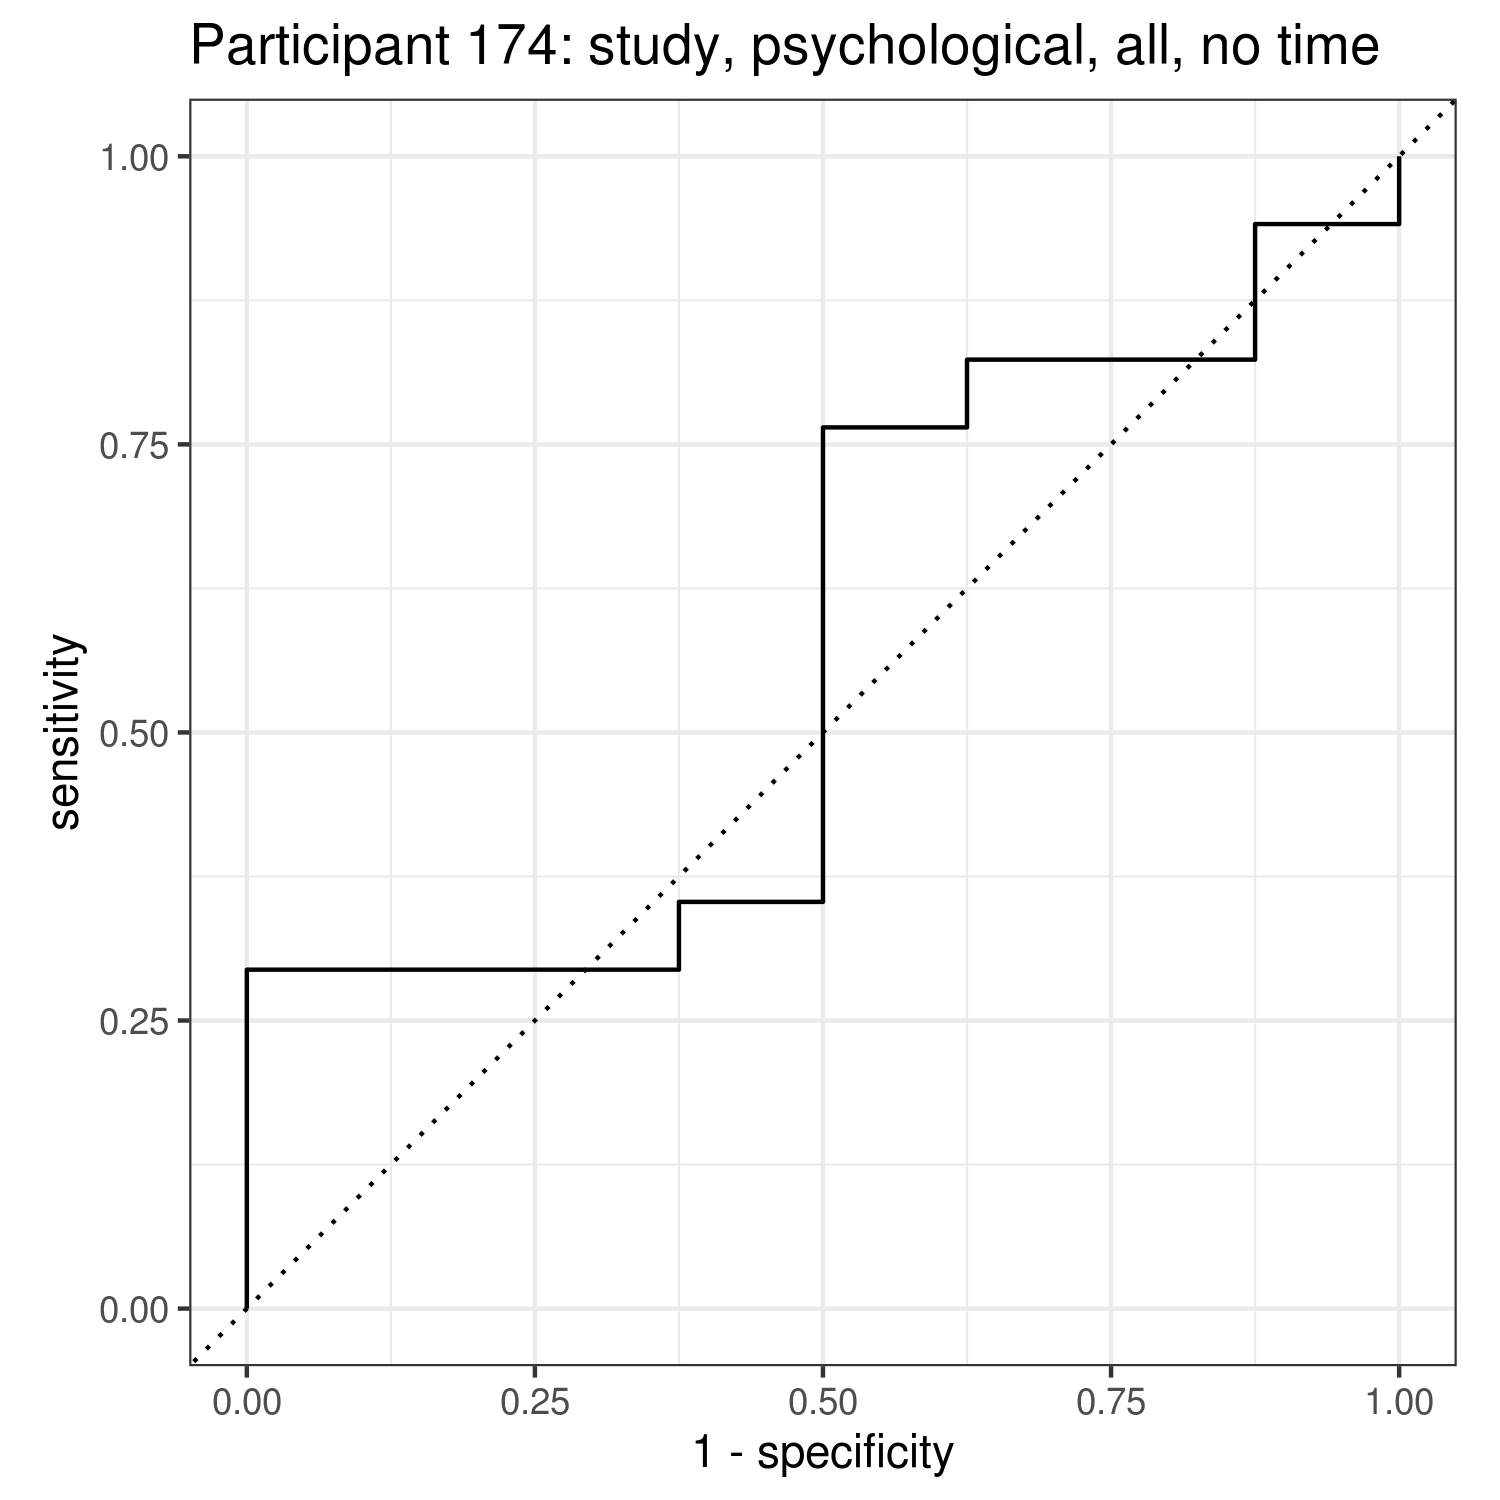 Participant 174: study, psychological, all, no time
1.00
0.75
0.50
0.25
0.00
sensitivity
0.00 0.25 0.50 0.75 1.00
1 - specificity